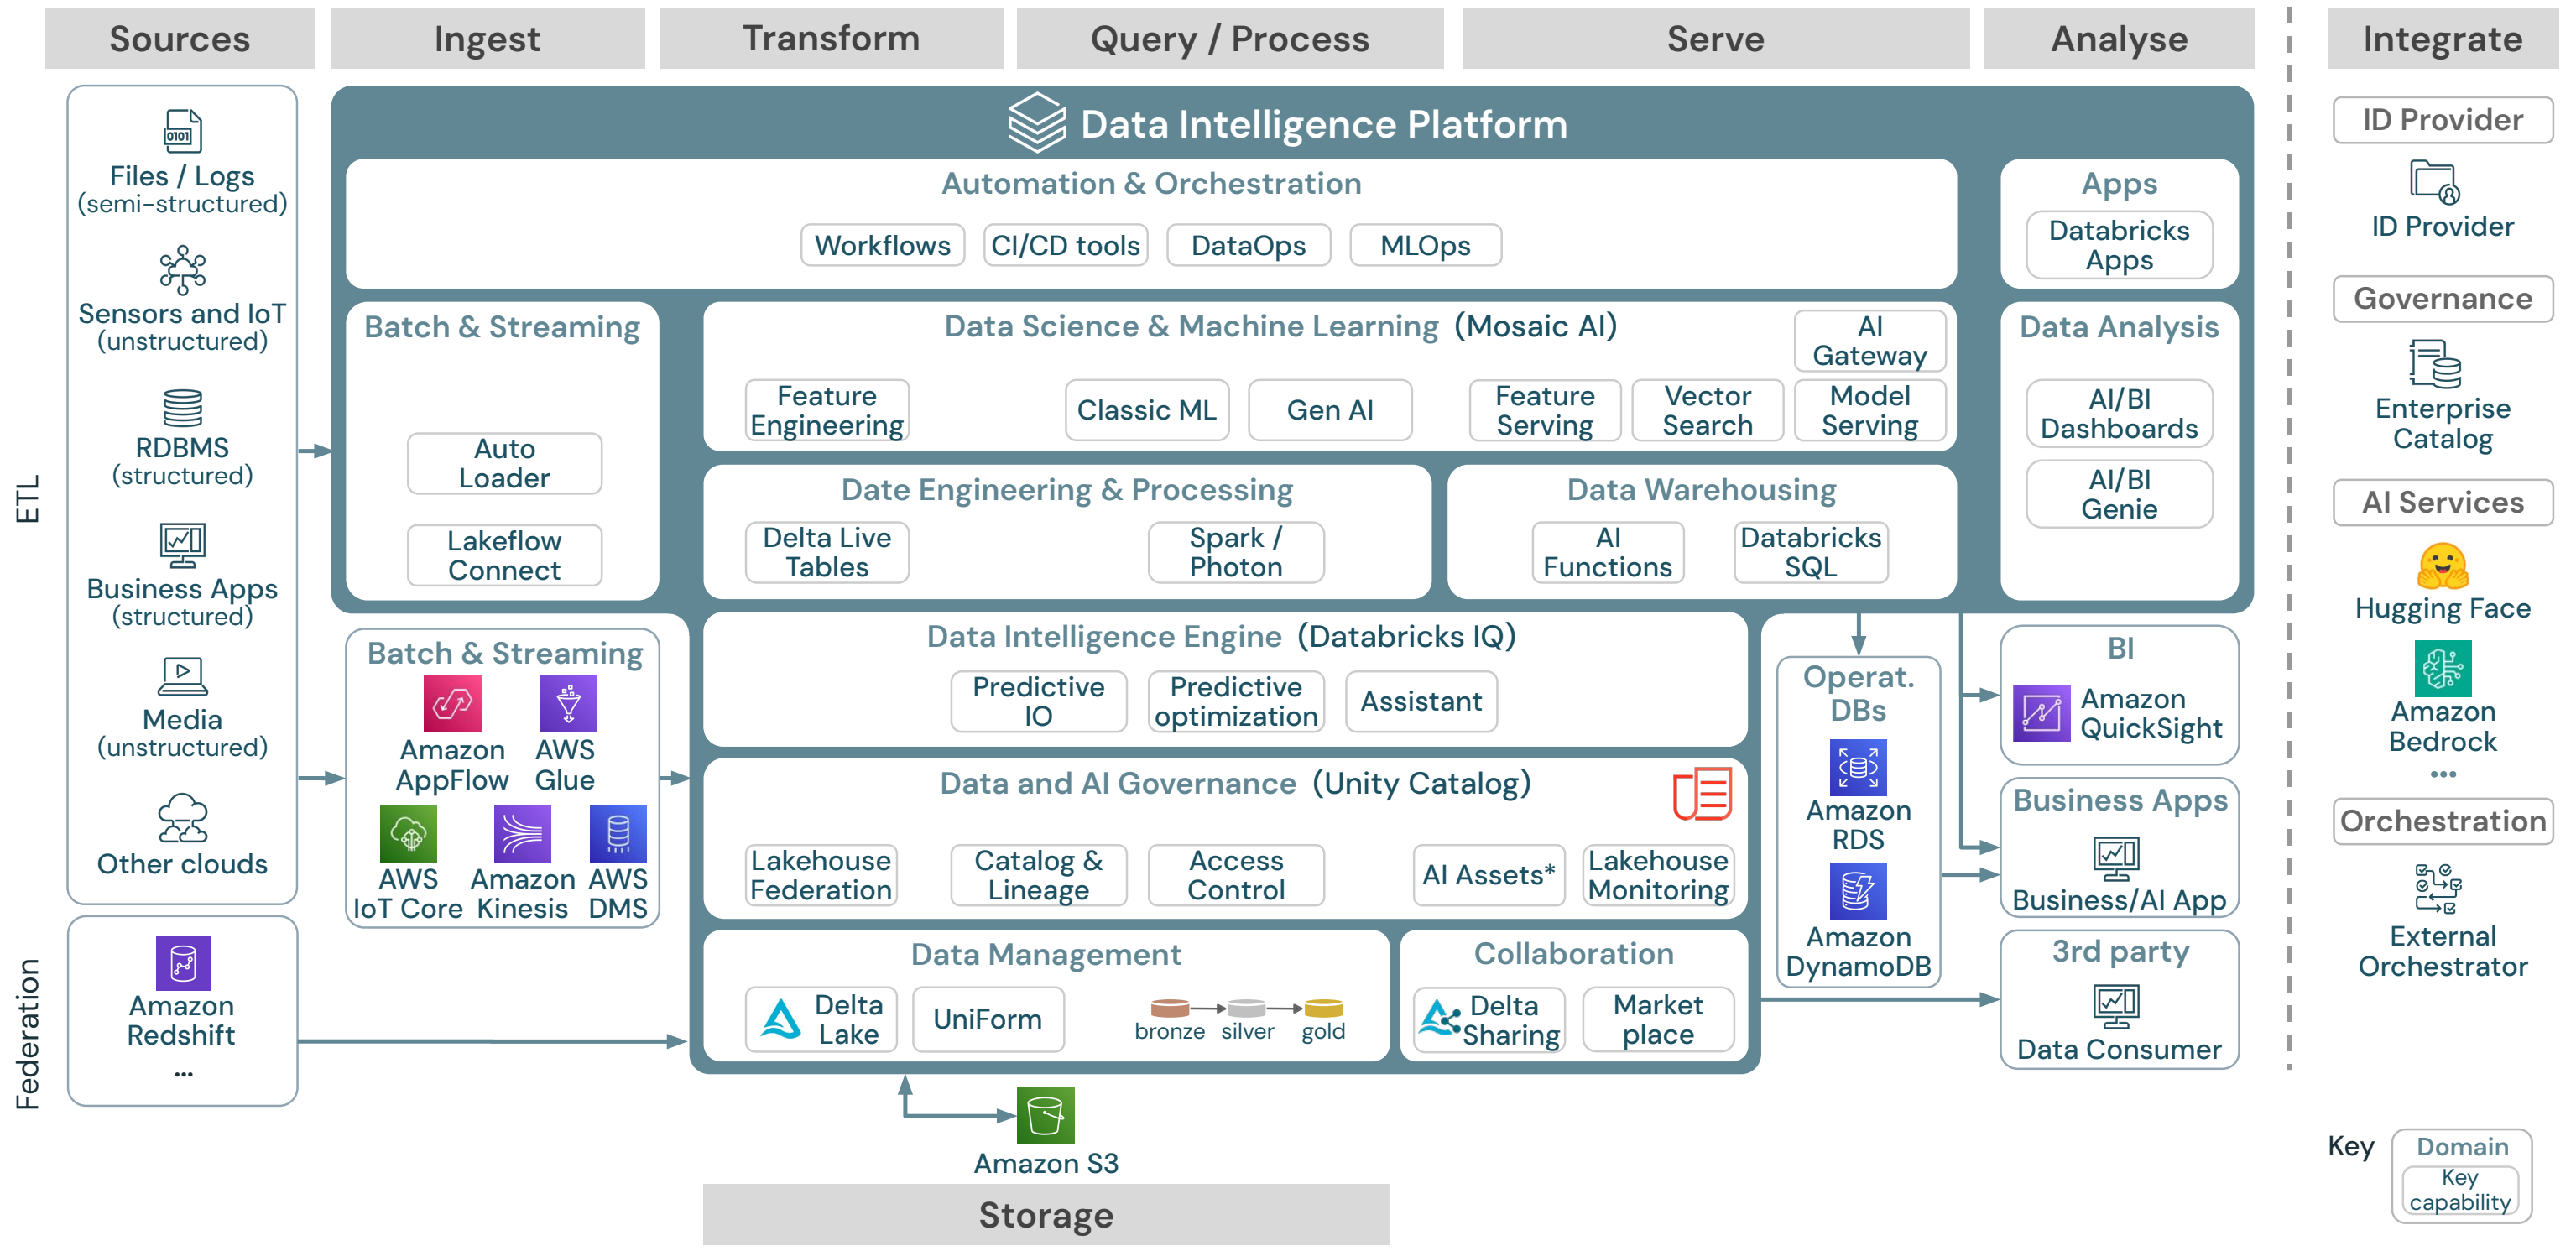 Sources
Ingest
Transform
Query / Process
Serve
Analyse
Integrate
ETL
Federation
Files / Logs
(semi-structured)
Sensors and IoT
(unstructured)
RDBMS
(structured)
Business Apps
(structured)
Media
(unstructured)
Other clouds
Amazon
Redshift
...
Data Intelligence Platform
Automation & Orchestration
Workflows
CI/CD tools
DataOps
MLOps
Apps
Databricks
Apps
Batch & Streaming
Auto
Loader
Lakeflow
Connect
Data Science & Machine Learning (Mosaic AI)
AI
Gateway
Feature
Engineering
Classic ML
Gen AI
Feature
Serving
Vector
Search
Model
Serving
Data Analysis
AI/BI
Dashboards
AI/BI
Genie
Date Engineering & Processing
Delta Live
Tables
Spark /
Photon
Data Warehousing
AI
Functions
Databricks
SQL
Batch & Streaming
Amazon
AppFlow
AWS
Glue
AWS
IoT Core
Amazon
Kinesis
AWS
DMS
Data Intelligence Engine (Databricks IQ)
Predictive
IO
Predictive
optimization
Assistant
Data and AI Governance (Unity Catalog)
Lakehouse
Federation
Catalog &
Lineage
Access
Control
AI Assets*
Lakehouse
Monitoring
Data Management
Delta
Lake
UniForm
bronze
silver
gold
Collaboration
Delta
Sharing
Market
place
Operat.
DBs
Amazon
RDS
Amazon
DynamoDB
BI
Amazon
QuickSight
Business Apps
Business/AI App
3rd party
Data Consumer
Amazon S3
Storage
ID Provider
ID Provider
Governance
Enterprise
Catalog
AI Services
Hugging Face
Amazon
Bedrock
...
Orchestration
External
Orchestrator
Key
Domain
Key
capability
0101